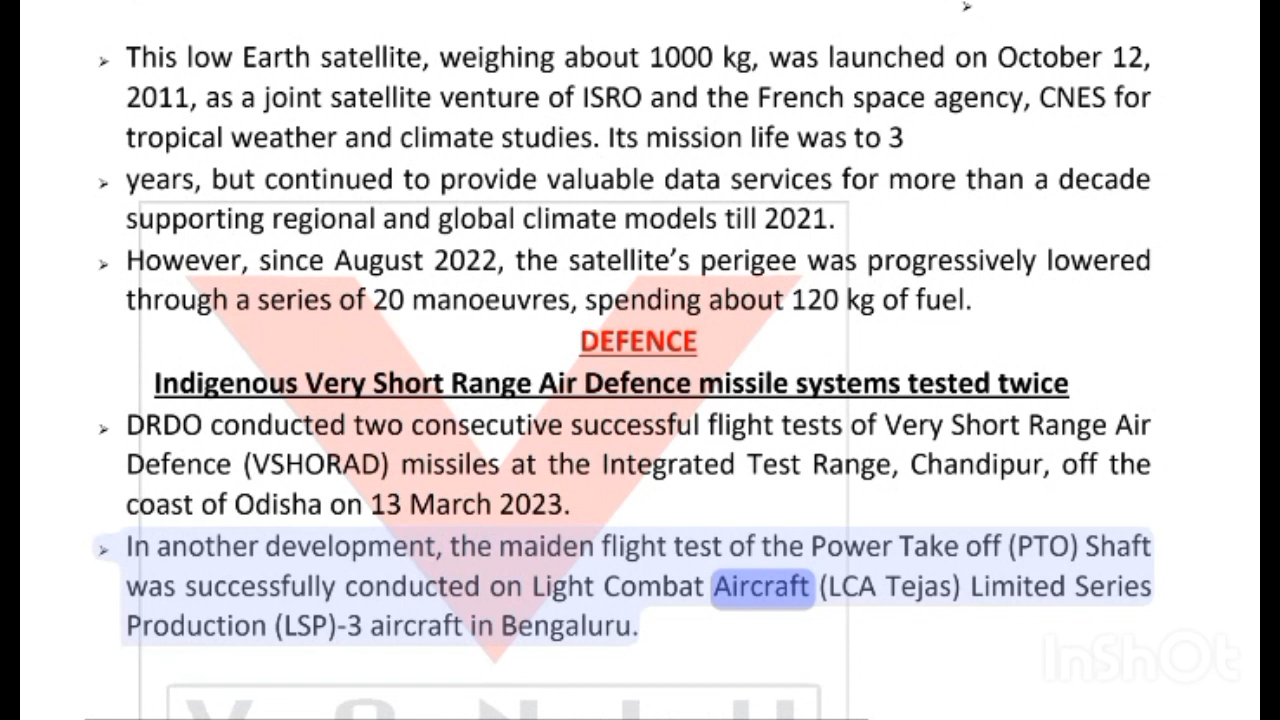 This low Earth satellite, weighing about 1000 kg, was launched on October 12,
2011, as a joint satellite venture of ISRO and the French space agency, CNES for
tropical weather and climate studies. Its mission life was to 3
years, but continued to provide valuable data services for more than a decade
supporting regional and global climate models till 2021.
However, since August 2022, the satellite’s perigee was progressively lowered
through a series of 20 manoeuvres, spending about 120 kg of fuel.
DEFENCE
Indigenous Very Short Range Air Defence missile systems tested twice
DRDO conducted two consecutive successful flight tests of Very Short Range Air
Defence (VSHORAD) missiles at the Integrated Test Range, Chandipur, off the
coast of Odisha on 13 March 2023.
In another development, the maiden flight test of the Power Take off (PTO) Shaft
was successfully conducted on Light Combat Aircraft (LCA Tejas) Limited Series
Production (LSP)-3 aircraft in Bengaluru.
InShOt